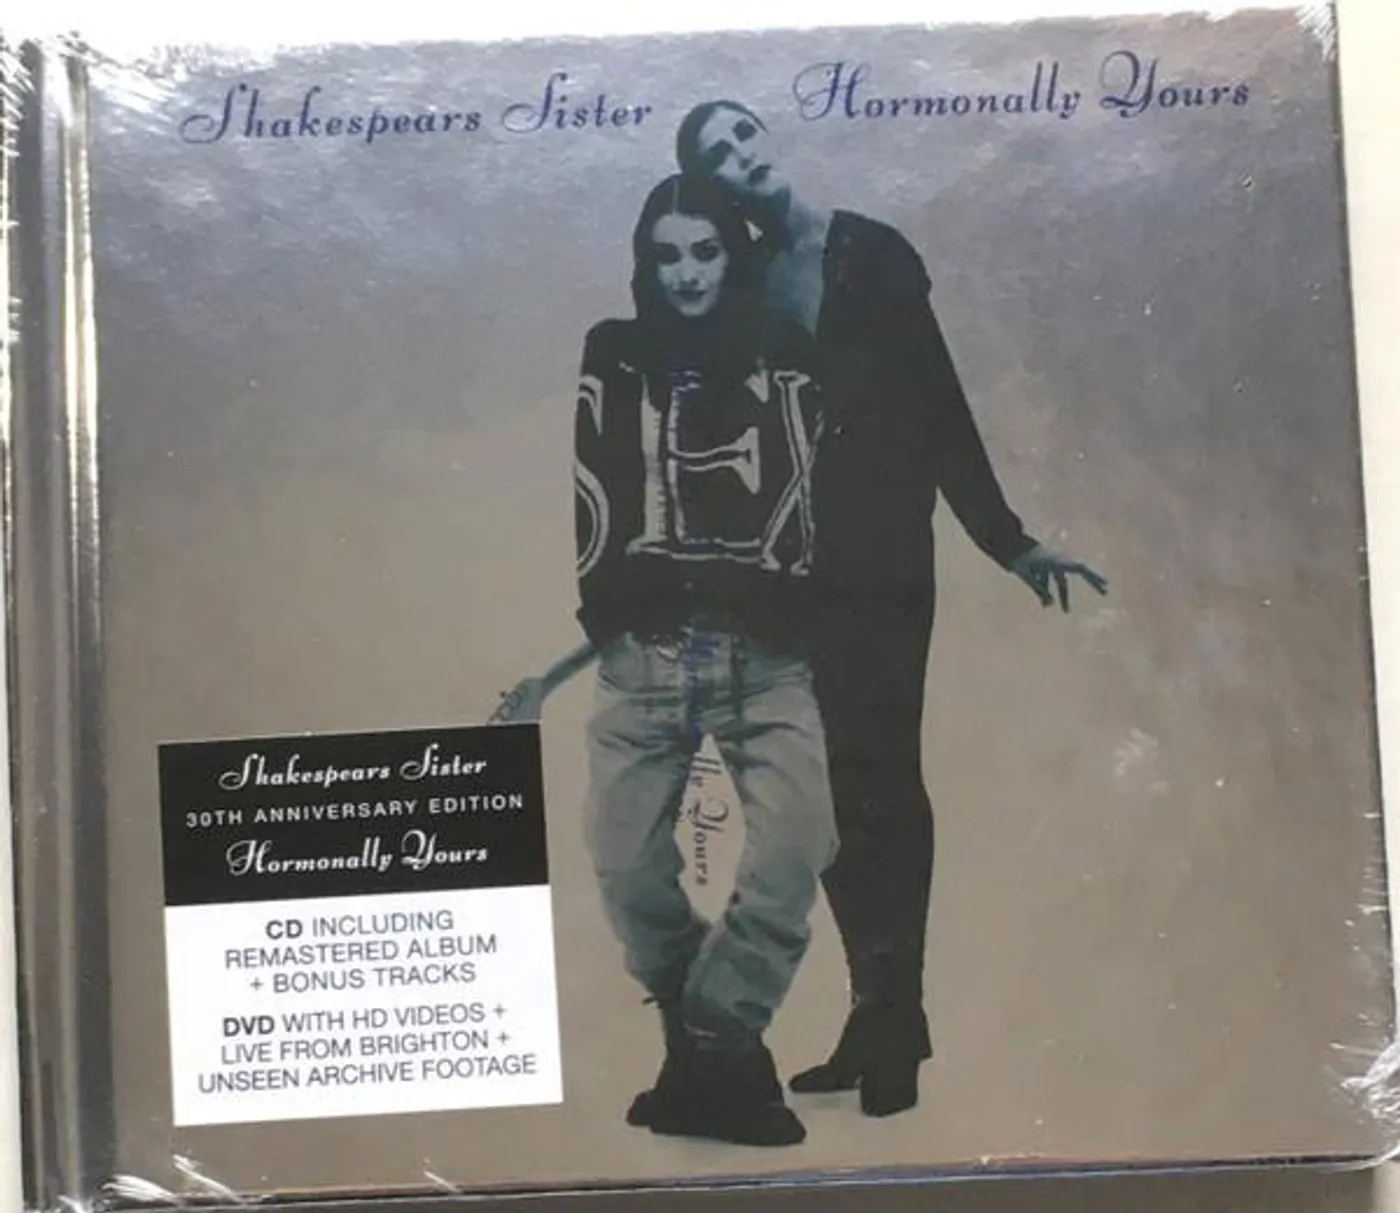 Shakespears Sister Hormonally Yours
SEX
lly Yours
Shakespears Sister
30TH ANNIVERSARY EDITION
Hormonally Yours
CD INCLUDING
REMASTERED ALBUM
+ BONUS TRACKS
DVD WITH HD VIDEOS +
LIVE FROM BRIGHTON +
UNSEEN ARCHIVE FOOTAGE